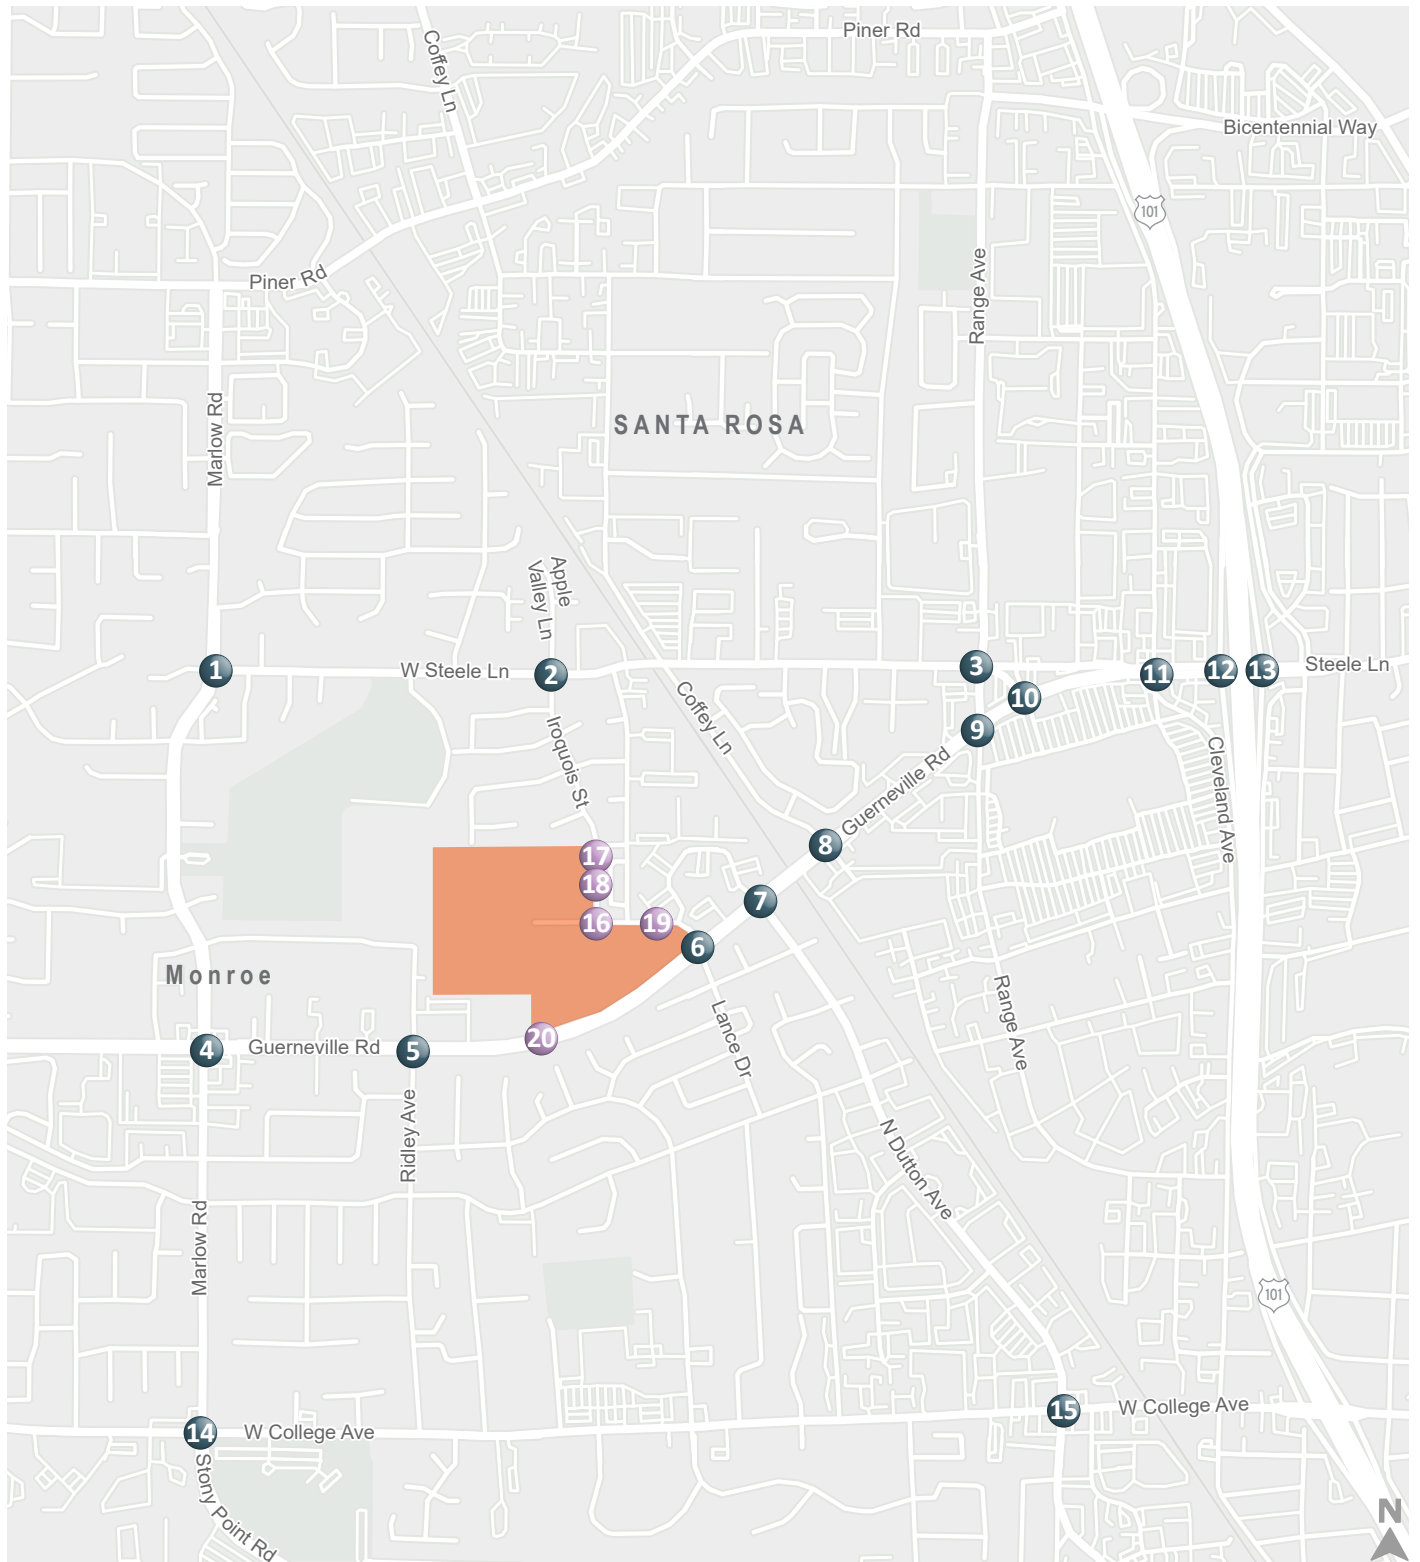 Piner Rd
Coffey Ln
Bicentennial Way
101
Piner Rd
Range Ave
Marlow Rd
SANTA ROSA
Apple
Valley Ln
1
W Steele Ln
2
3
11
12
13
Steele Ln
10
Coffey Ln
Iroquois St
9
Guerneville Rd
Cleveland Ave
8
17
18
7
16
19
6
Monroe
Range Ave
Lance Dr
20
4
Guerneville Rd
5
Ridley Ave
N Dutton Ave
Marlow Rd
101
15
W College Ave
14
W College Ave
Stony Point Rd
N